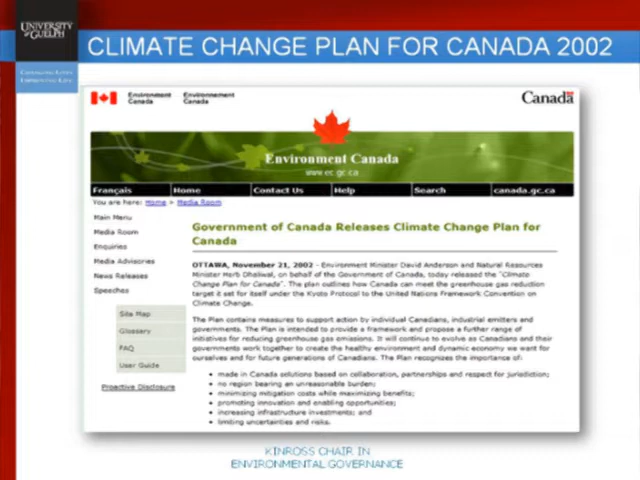 UNIVERSITY
of GUELPH
CLIMATE CHANGE PLAN FOR CANADA 2002
Environment
Canada
Environnement
Canada
Canada
Environment Canada
www.ec.gc.ca
Français Home Contact Us Help Search canada.gc.ca
You are here: Home > Media Room
Main Menu
Media Room
Enquiries
Media Advisories
News Releases
Speeches
Site Map
Glossary
FAQ
User Guide
Proactive Disclosure
Government of Canada Releases Climate Change Plan for
Canada
OTTAWA, November 21, 2002 - Environment Minister David Anderson and Natural Resources
Minister Herb Dhaliwal, on behalf of the Government of Canada, today released the "Climate
Change Plan for Canada". The plan outlines how Canada can meet the greenhouse gas reduction
target it set for itself under the Kyoto Protocol to the United Nations Framework Convention on
Climate Change.
The Plan contains measures to support action by individual Canadians, industrial emitters and
governments. The Plan is intended to provide a framework and propose a further range of
initiatives for reducing greenhouse gas emissions. It will continue to evolve as Canadians and their
governments work together to create the healthy environment and dynamic economy we want for
ourselves and for future generations of Canadians. The Plan recognizes the importance of:
• made in Canada solutions based on collaboration, partnerships and respect for jurisdiction;
• no region bearing an unreasonable burden;
• minimizing mitigation costs while maximizing benefits;
• promoting innovation and enabling opportunities;
• increasing infrastructure investments; and
• limiting uncertainties and risks.
KINROSS CHAIR IN
ENVIRONMENTAL GOVERNANCE